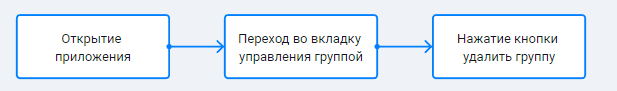 Открытие
приложения
Переход во вкладку
управления группой
Нажатие кнопки
удалить группу